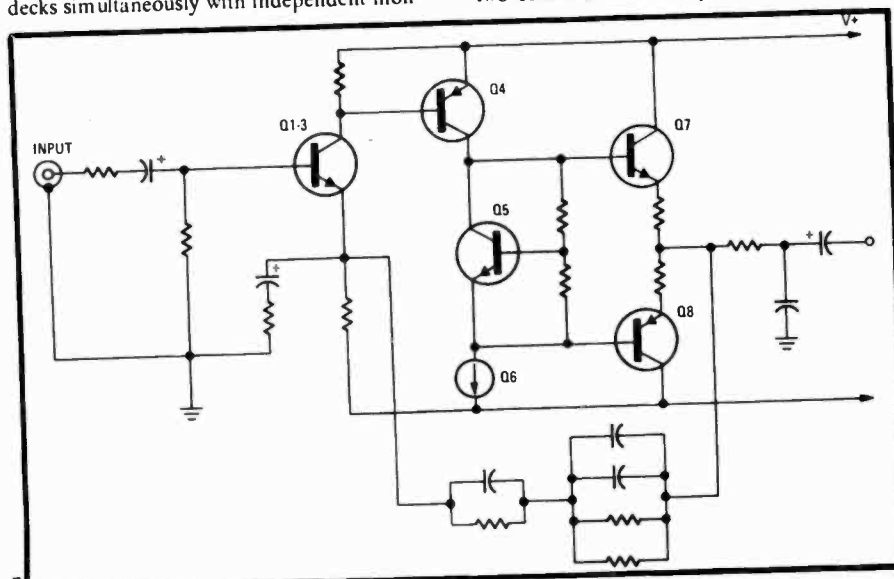 decks simultaneously with independent mon-
V+
Q4
Q1-3
Q7
INPUT
+
Q5
+
+
Q8
Q6